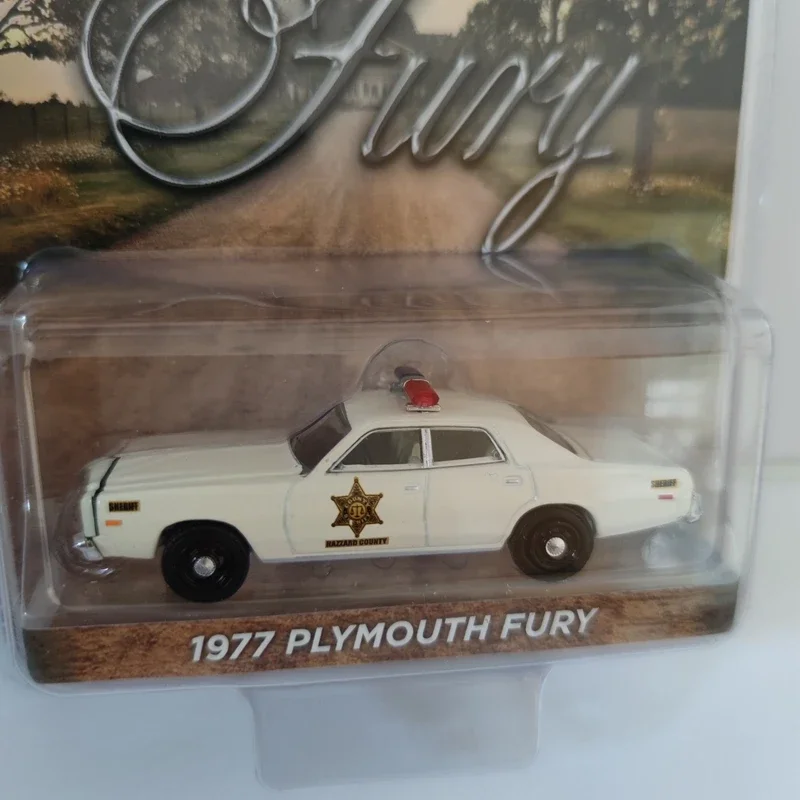 Fury
SHERIFF
SHERIFF
HAZZARD COUNTY
1977 PLYMOUTH FURY